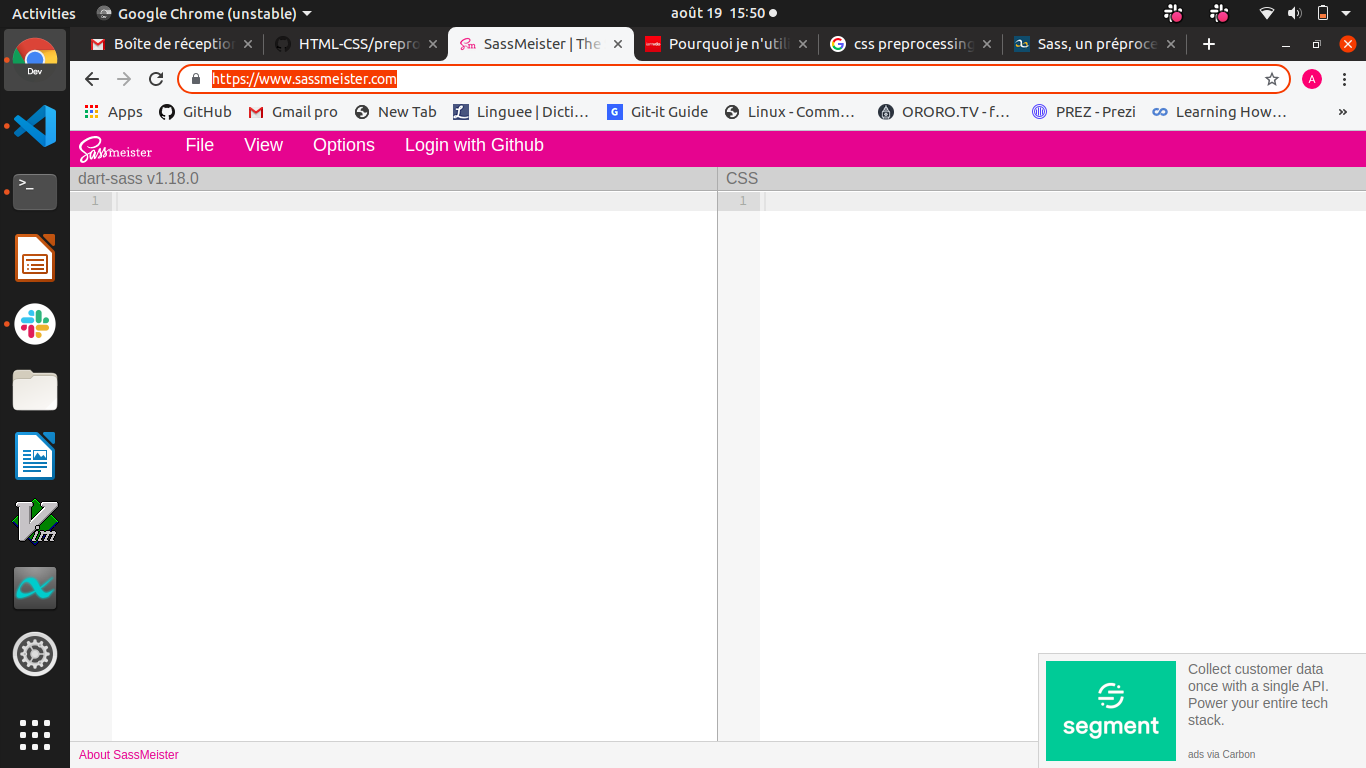 Activities
Google Chrome (unstable)
août 19 15:50
Boîte de réception
HTML-CSS/prepro
SassMeister | The
Pourquoi je n'utili
css preprocessing
Sass, un préproce
https://www.sassmeister.com
A
Apps
GitHub
Gmail pro
New Tab
Linguee | Dicti…
Git-it Guide
Linux - Comm…
ORORO.TV - f…
PREZ - Prezi
Learning How…
»
Dev
SassMeister
File
View
Options
Login with Github
dart-sass v1.18.0
CSS
1
1
>_
Vim
segment
Collect customer data
once with a single API.
Power your entire tech
stack.
ads via Carbon
About SassMeister